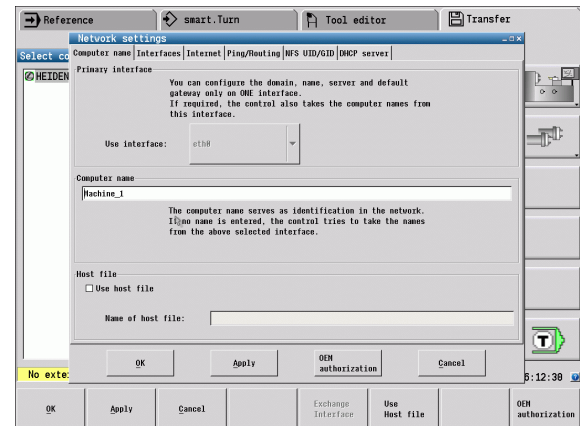 Reference
smart.Turn
Tool editor
Transfer
Network settings
Select co
Computer name
Interfaces
Internet
Ping/Routing
NFS UID/GID
DHCP server
HEIDEN
Primary interface
You can configure the domain, name, server and default
gateway only on ONE interface.
If required, the control also takes the computer names from
this interface.
Use interface:
ethH
Computer name
Machine_1
The computer name serves as identification in the network.
If no name is entered, the control tries to take the names
from the above selected interface.
Host file
Use host file
Name of host file:
T
OK
Apply
OEM
authorization
Cancel
No exte
6:12:30
OK
Apply
Cancel
Exchange
Interface
Use
Host file
OEM
authorization